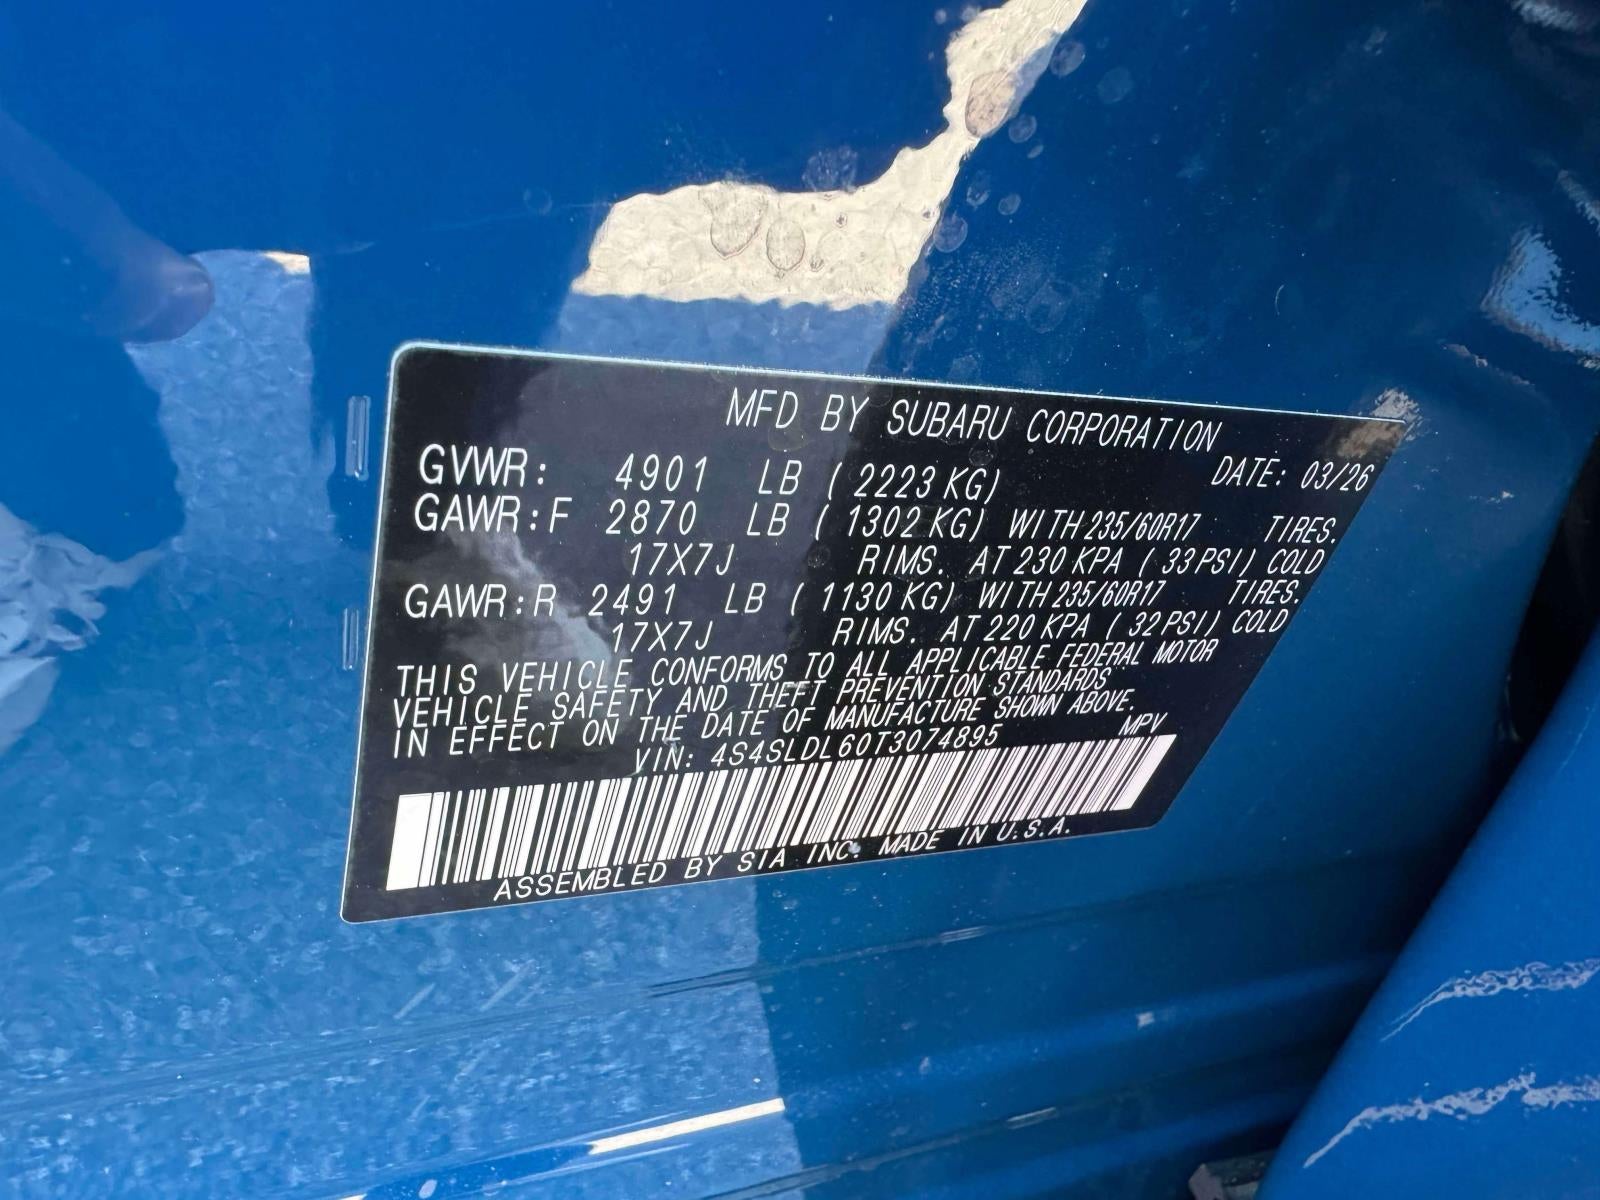 MFD BY SUBARU CORPORATION
DATE: 03/26
GVWR: 4901 LB (2223 KG)
GAWR:F 2870 LB (1302 KG) WITH 235/60R17 TIRES.
17X7J RIMS. AT 230 KPA (33 PSI) COLD
GAWR:R 2491 LB (1130 KG) WITH 235/60R17 TIRES.
17X7J RIMS. AT 220 KPA (32 PSI) COLD
THIS VEHICLE CONFORMS TO ALL APPLICABLE FEDERAL MOTOR
VEHICLE SAFETY AND THEFT PREVENTION STANDARDS
IN EFFECT ON THE DATE OF MANUFACTURE SHOWN ABOVE.
VIN: 4S4SLDL60T3074895 MPV
ASSEMBLED BY SIA INC. MADE IN U.S.A.